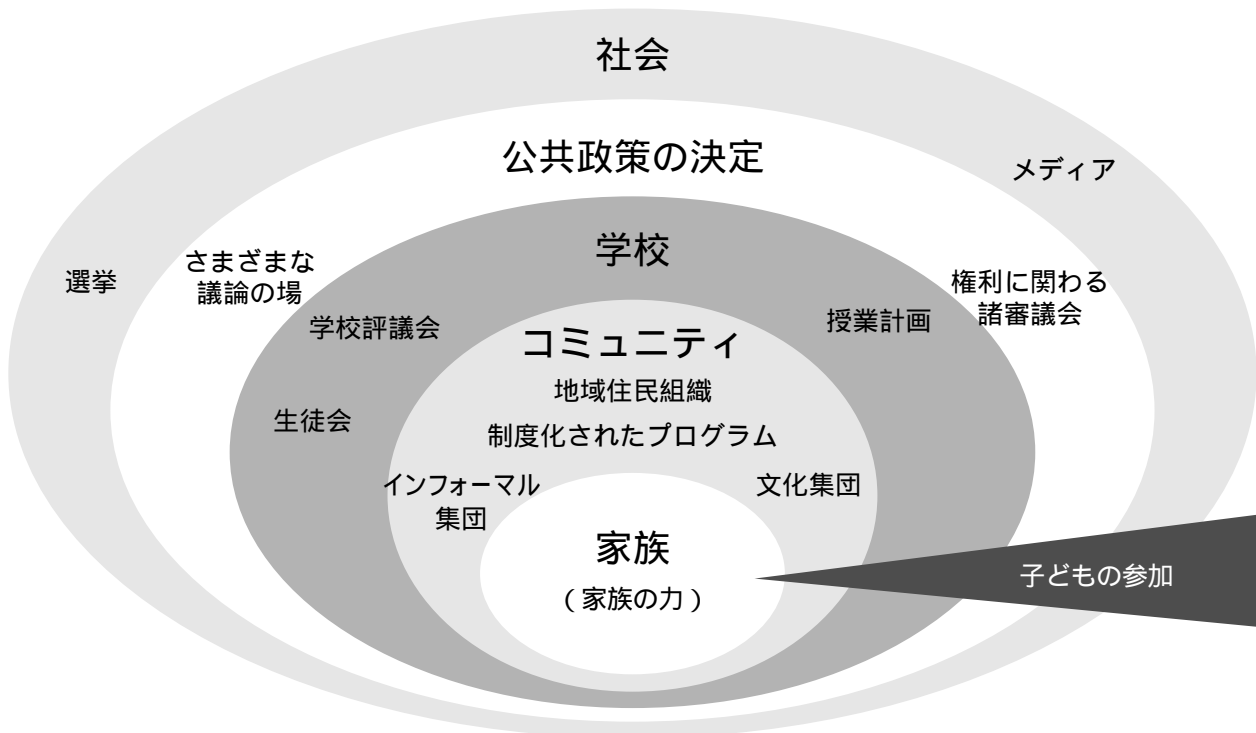 社会
公共政策の決定
メディア
学校
さまざまな
議論の場
選挙
権利に関わる
諸審議会
学校評議会
授業計画
コミュニティ
地域住民組織
生徒会
制度化されたプログラム
インフォーマル
集団
文化集団
家族
（家族の力）
子どもの参加